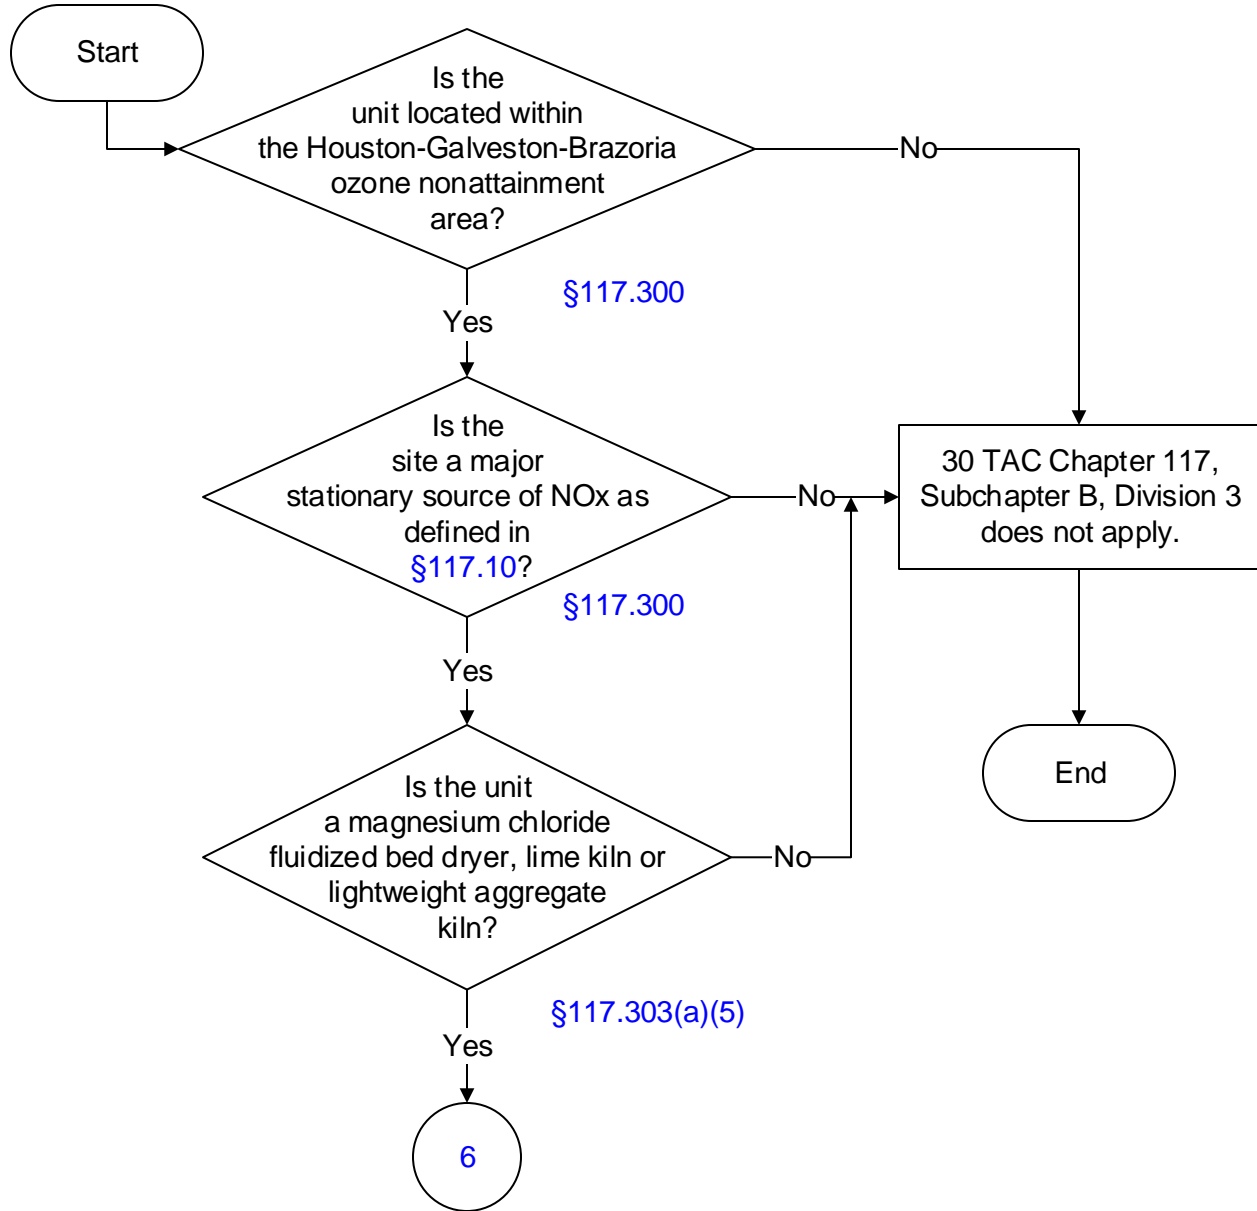 Start
Is the
unit located within
the Houston-Galveston-Brazoria
ozone nonattainment
area?
No
§117.300
Yes
Is the
site a major
stationary source of NOx as
defined in
§117.10?
No
30 TAC Chapter 117,
Subchapter B, Division 3
does not apply.
§117.300
Yes
End
Is the unit
a magnesium chloride
fluidized bed dryer, lime kiln or
lightweight aggregate
kiln?
No
§117.303(a)(5)
Yes
6